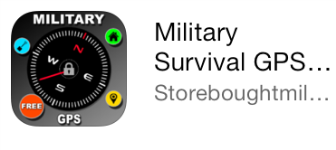 MILITARY
N
W
E
S
FREE
GPS
Military
Survival GPS...
Storeboughtmil...